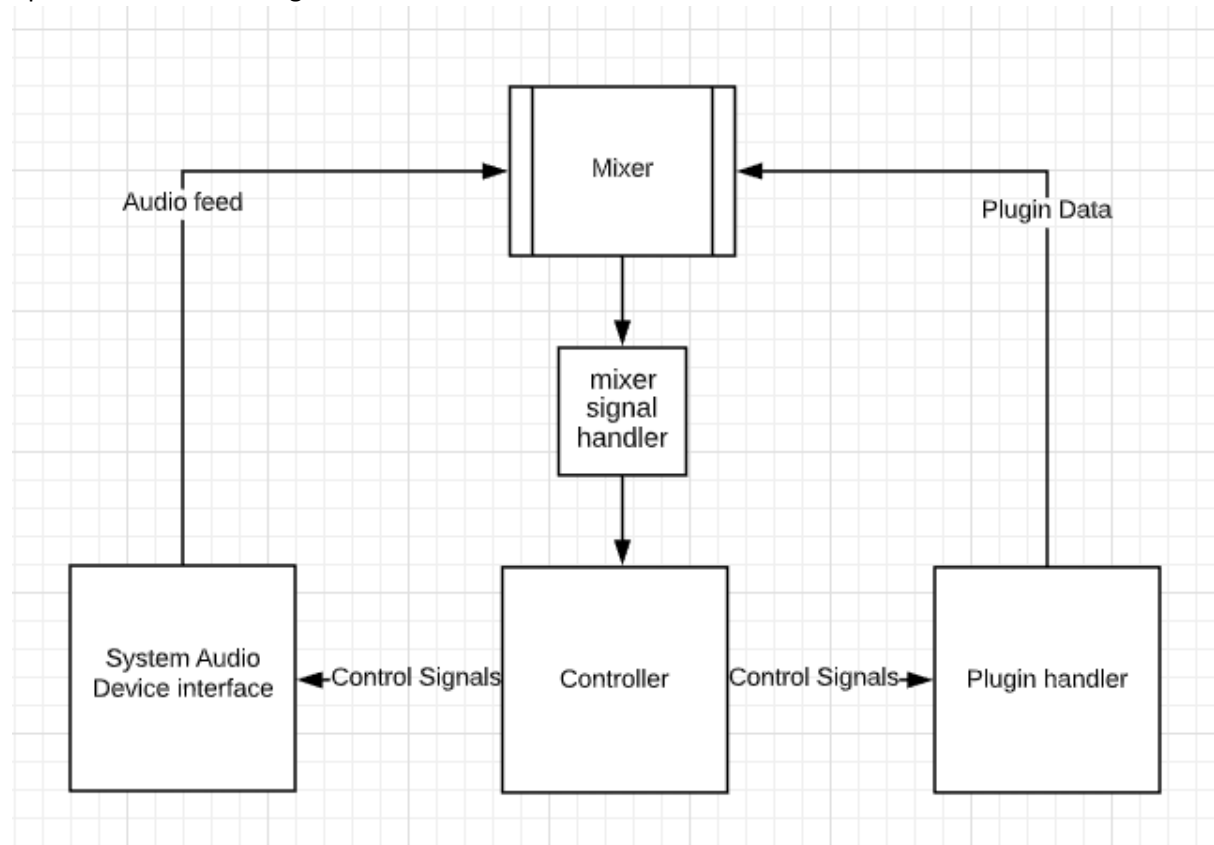 Mixer
Audio feed
Plugin Data
mixer
signal
handler
System Audio
Device interface
Control Signals
Controller
Control Signals
Plugin handler